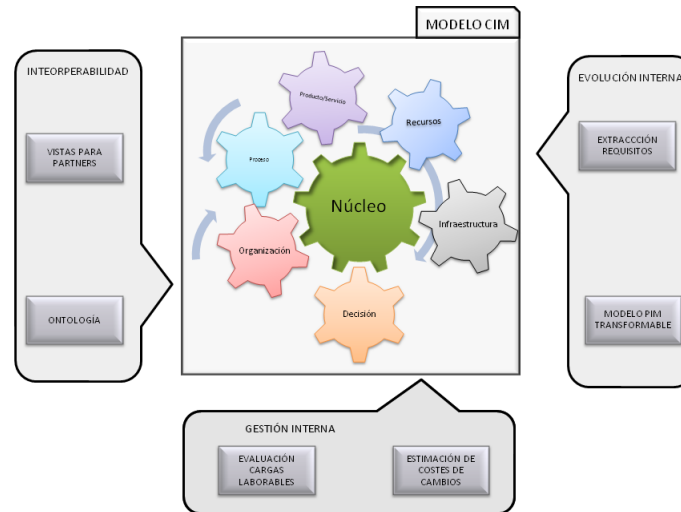 MODELO CIM
INTEORPERABILIDAD
VISTAS PARA
PARTNERS
ONTOLOGÍA
Producto/Servicio
Recursos
Proceso
Núcleo
Organización
Infraestructura
Decisión
EVOLUCIÓN INTERNA
EXTRACCCIÓN
REQUISITOS
MODELO PIM
TRANSFORMABLE
GESTIÓN INTERNA
EVALUACIÓN
CARGAS
LABORABLES
ESTIMACIÓN DE
COSTES DE
CAMBIOS